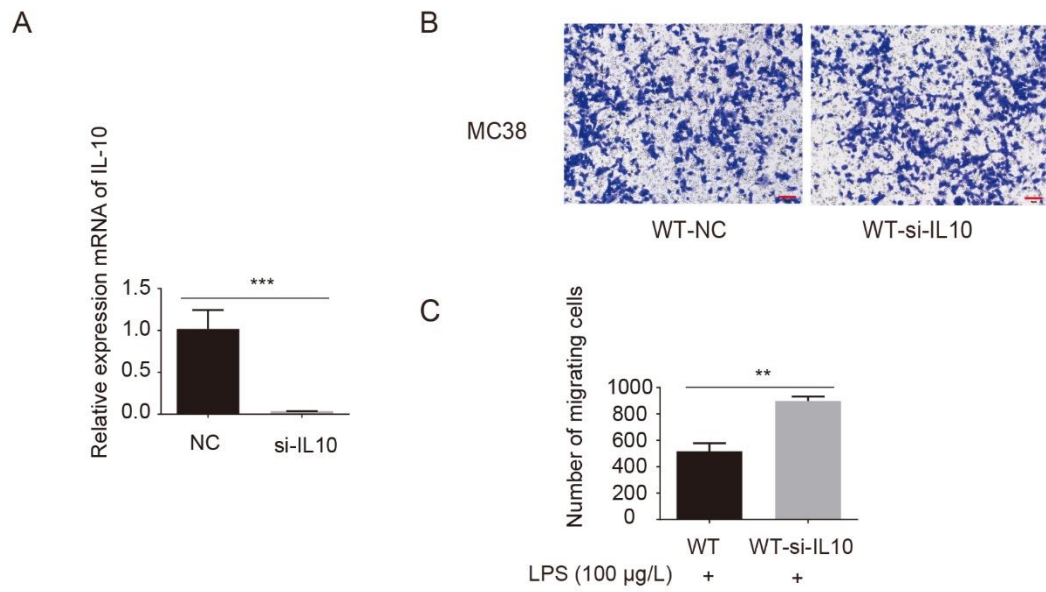 A
Relative expression mRNA of IL-10
1.5
1.0
0.5
0.0
***
NC si-IL10
B
MC38
WT-NC WT-si-IL10
C
Number of migrating cells
1000
800
600
400
200
0
**
WT WT-si-IL10
LPS (100 µg/L) + +